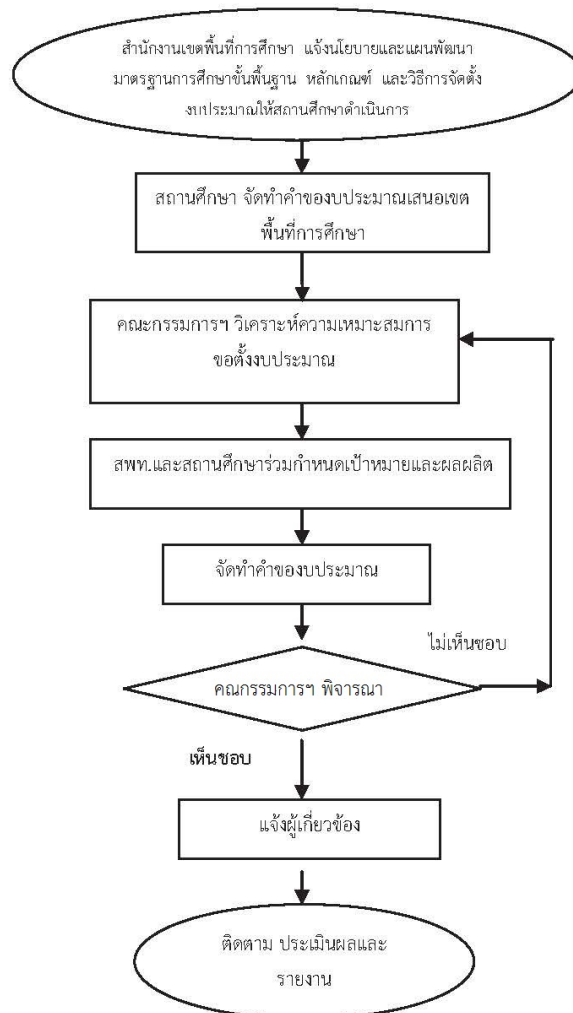 สำนักงานเขตพื้นที่การศึกษา แจ้งนโยบายและแผนพัฒนา
มาตรฐานการศึกษาขั้นพื้นฐาน หลักเกณฑ์ และวิธีการจัดตั้ง
งบประมาณให้สถานศึกษาดำเนินการ
สถานศึกษา จัดทำคำของบประมาณเสนอเขต
พื้นที่การศึกษา
คณะกรรมการฯ วิเคราะห์ความเหมาะสมการ
ขอตั้งงบประมาณ
สพท.และสถานศึกษาร่วมกำหนดเป้าหมายและผลผลิต
จัดทำคำของบประมาณ
ไม่เห็นชอบ
คณกรรมการฯ พิจารณา
เห็นชอบ
แจ้งผู้เกี่ยวข้อง
ติดตาม ประเมินผลและ
รายงาน